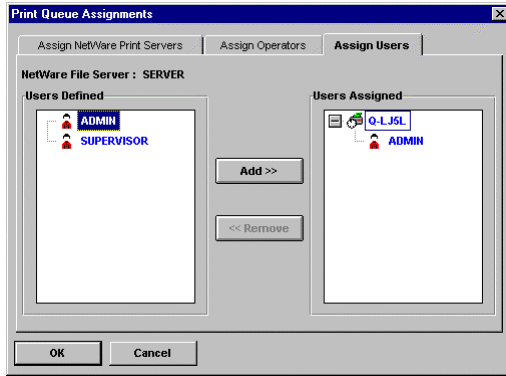 Print Queue Assignments
Assign NetWare Print Servers
Assign Operators
Assign Users
NetWare File Server : SERVER
Users Defined
Users Assigned
ADMIN
SUPERVISOR
Q-LJ5L
ADMIN
Add >>
<< Remove
OK
Cancel